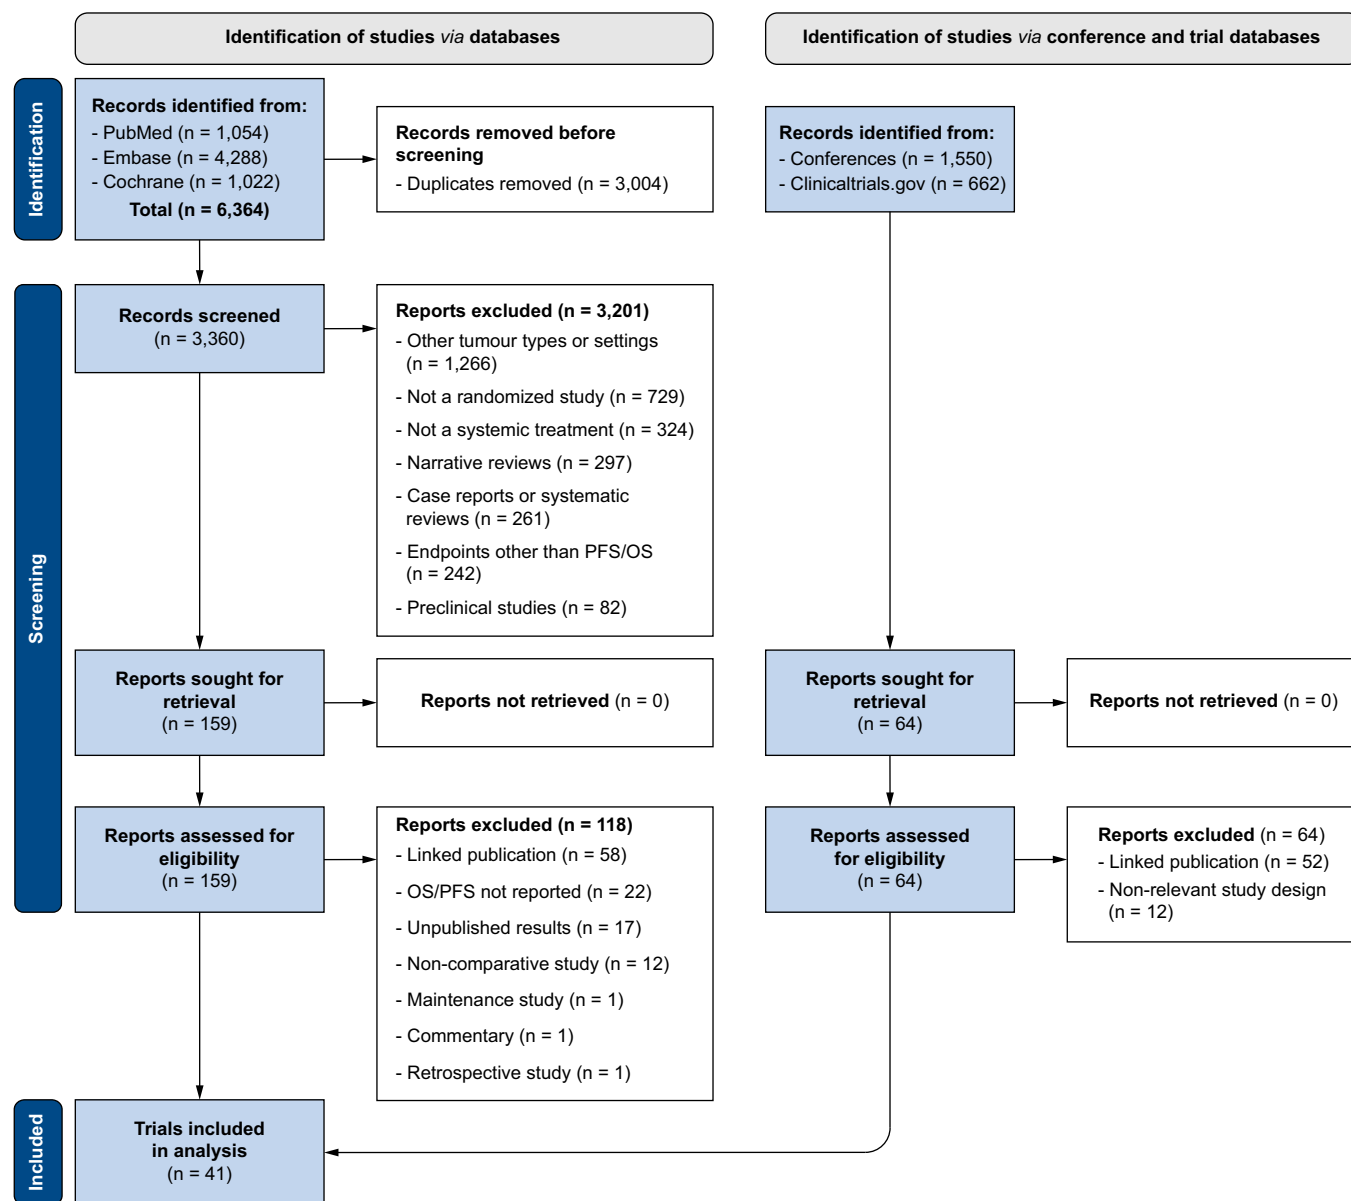 Identification of studies via databases
Identification of studies via conference and trial databases
Identification
Records identified from:
- PubMed (n = 1,054)
- Embase (n = 4,288)
- Cochrane (n = 1,022)
Total (n = 6,364)
Records removed before
screening
- Duplicates removed (n = 3,004)
Records identified from:
- Conferences (n = 1,550)
- Clinicaltrials.gov (n = 662)
Screening
Records screened
(n = 3,360)
Reports excluded (n = 3,201)
- Other tumour types or settings
(n = 1,266)
- Not a randomized study (n = 729)
- Not a systemic treatment (n = 324)
- Narrative reviews (n = 297)
- Case reports or systematic
reviews (n = 261)
- Endpoints other than PFS/OS
(n = 242)
- Preclinical studies (n = 82)
Reports sought for
retrieval
(n = 159)
Reports not retrieved (n = 0)
Reports sought for
retrieval
(n = 64)
Reports not retrieved (n = 0)
Reports assessed for
eligibility
(n = 159)
Reports excluded (n = 118)
- Linked publication (n = 58)
- OS/PFS not reported (n = 22)
- Unpublished results (n = 17)
- Non-comparative study (n = 12)
- Maintenance study (n = 1)
- Commentary (n = 1)
- Retrospective study (n = 1)
Reports assessed
for eligibility
(n = 64)
Reports excluded (n = 64)
- Linked publication (n = 52)
- Non-relevant study design
(n = 12)
Included
Trials included
in analysis
(n = 41)